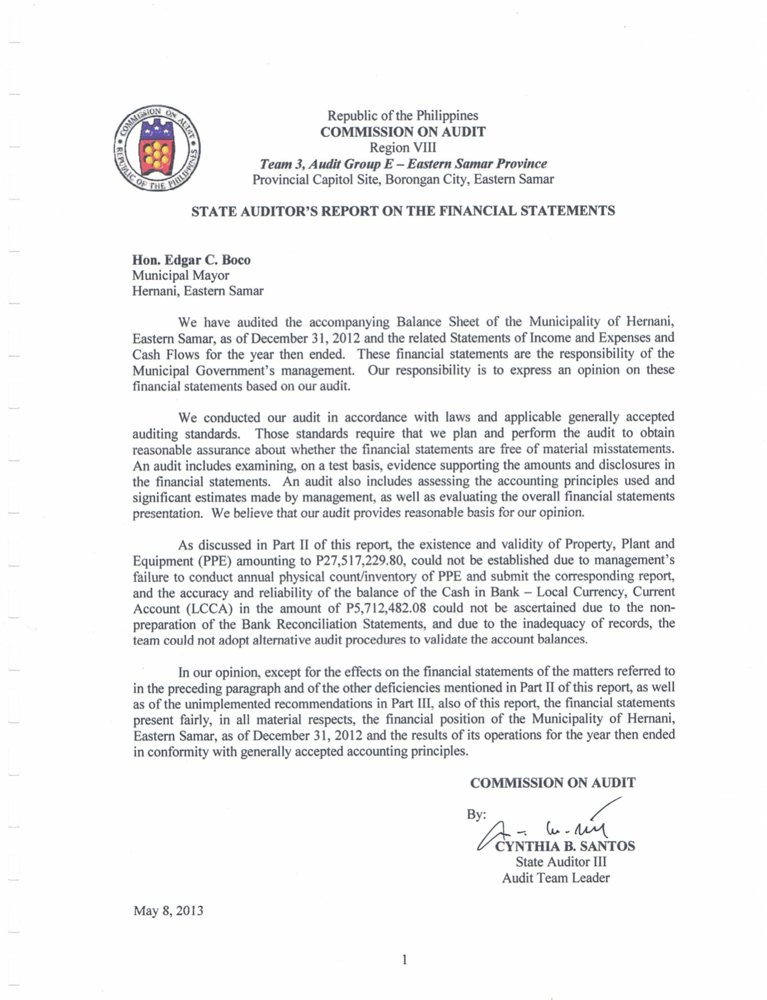 COMMISSION ON AUDIT
REPUBLIC OF THE PHILIPPINES
Republic of the Philippines
COMMISSION ON AUDIT
Region VIII
Team 3, Audit Group E – Eastern Samar Province
Provincial Capitol Site, Borongan City, Eastern Samar
STATE AUDITOR'S REPORT ON THE FINANCIAL STATEMENTS
Hon. Edgar C. Boco
Municipal Mayor
Hernani, Eastern Samar
We have audited the accompanying Balance Sheet of the Municipality of Hernani,
Eastern Samar, as of December 31, 2012 and the related Statements of Income and Expenses and
Cash Flows for the year then ended. These financial statements are the responsibility of the
Municipal Government's management. Our responsibility is to express an opinion on these
financial statements based on our audit.
We conducted our audit in accordance with laws and applicable generally accepted
auditing standards. Those standards require that we plan and perform the audit to obtain
reasonable assurance about whether the financial statements are free of material misstatements.
An audit includes examining, on a test basis, evidence supporting the amounts and disclosures in
the financial statements. An audit also includes assessing the accounting principles used and
significant estimates made by management, as well as evaluating the overall financial statements
presentation. We believe that our audit provides reasonable basis for our opinion.
As discussed in Part II of this report, the existence and validity of Property, Plant and
Equipment (PPE) amounting to P27,517,229.80, could not be established due to management's
failure to conduct annual physical count/inventory of PPE and submit the corresponding report,
and the accuracy and reliability of the balance of the Cash in Bank – Local Currency, Current
Account (LCCA) in the amount of P5,712,482.08 could not be ascertained due to the non-
preparation of the Bank Reconciliation Statements, and due to the inadequacy of records, the
team could not adopt alternative audit procedures to validate the account balances.
In our opinion, except for the effects on the financial statements of the matters referred to
in the preceding paragraph and of the other deficiencies mentioned in Part II of this report, as well
as of the unimplemented recommendations in Part III, also of this report, the financial statements
present fairly, in all material respects, the financial position of the Municipality of Hernani,
Eastern Samar, as of December 31, 2012 and the results of its operations for the year then ended
in conformity with generally accepted accounting principles.
COMMISSION ON AUDIT
By:
CYNTHIA B. SANTOS
State Auditor III
Audit Team Leader
May 8, 2013
1